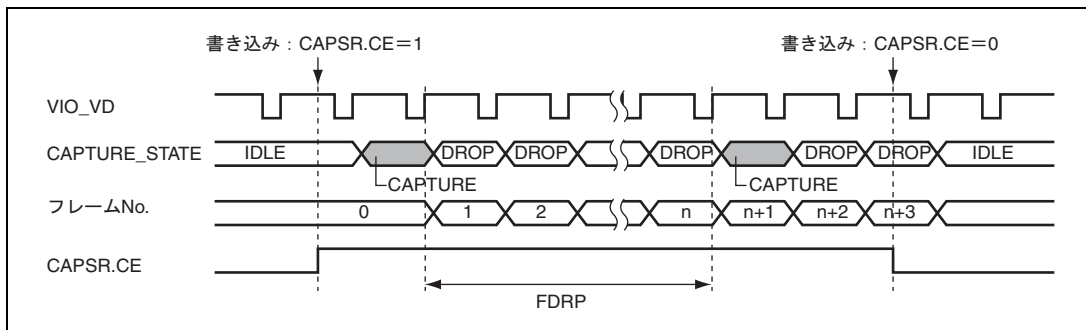 書き込み：CAPSR.CE＝1 書き込み：CAPSR.CE＝0
VIO_VD
CAPTURE_STATE IDLE DROP DROP DROP DROP DROP IDLE
CAPTURE CAPTURE
フレームNo. 0 1 2 n n+1 n+2 n+3
CAPSR.CE
FDRP